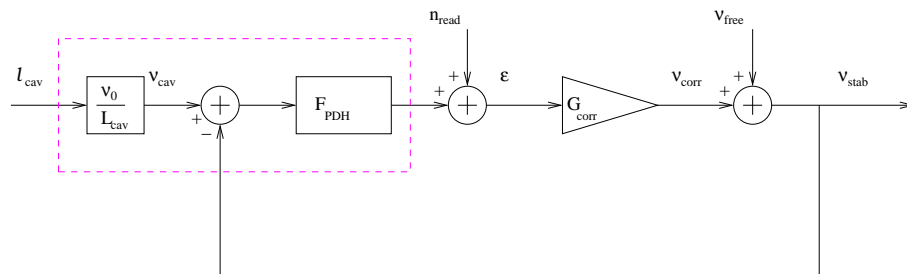 n_read
ν_free
l_cav
ν_cav
ε
ν_corr
ν_stab
ν_0
L_cav
F_PDH
G_corr
+
+
+
+
+
+
+
+
−